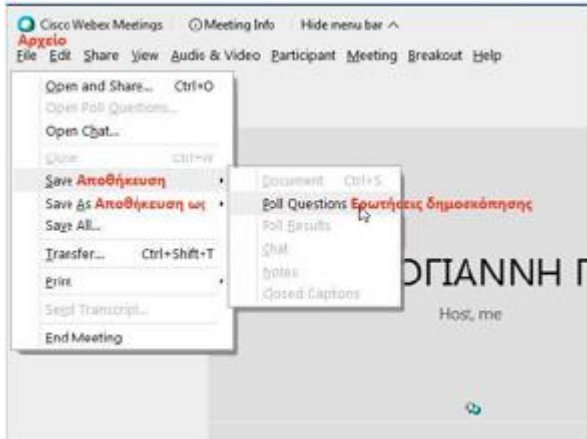 Cisco Webex Meetings Meeting Info Hide menu bar
Αρχείο
File Edit Share View Audio & Video Participant Meeting Breakout Help
Open and Share... Ctrl+O
Open Poll Questions...
Open Chat...
Close Ctrl+W
Save Αποθήκευση
Save As Αποθήκευση ως
Save All...
Transfer... Ctrl+Shift+T
Print
Send Transcript...
End Meeting
Document Ctrl+S
Poll Questions Ερωτήσεις δημοσκόπησης
Poll Results
Chat
Notes
Closed Captions
ΟΓΙΑΝΝΗ Γ
Host, me